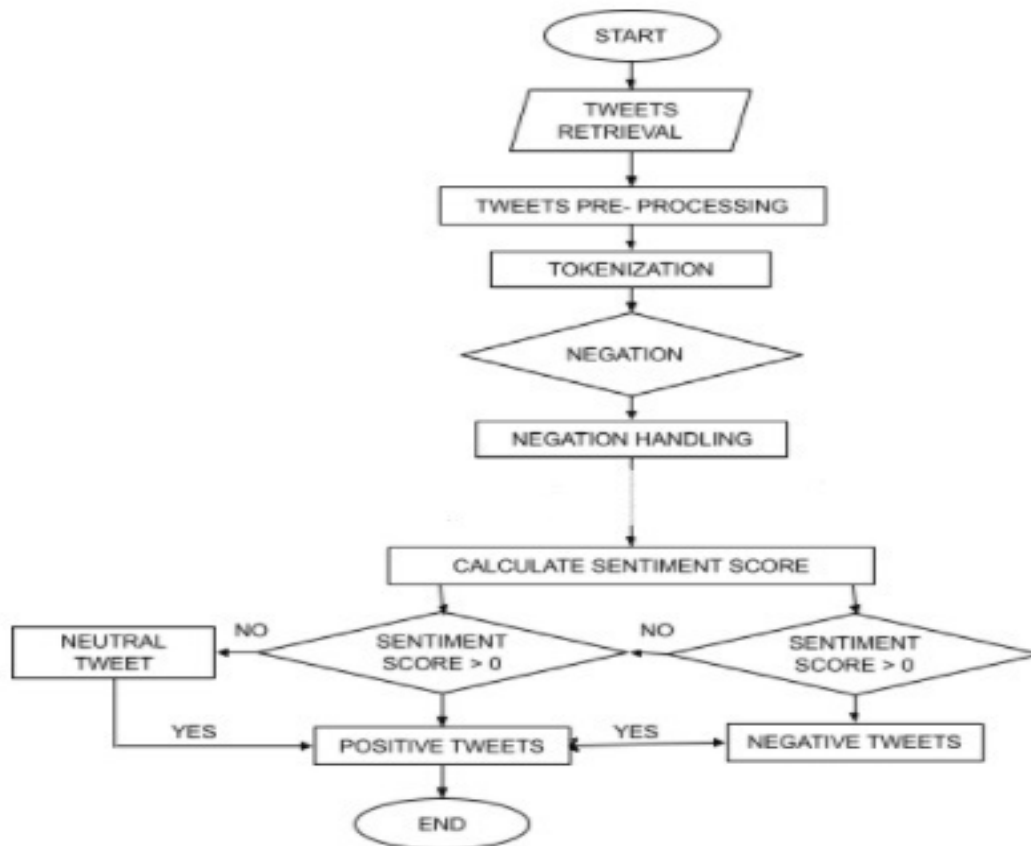 START
TWEETS
RETRIEVAL
TWEETS PRE- PROCESSING
TOKENIZATION
NEGATION
NEGATION HANDLING
CALCULATE SENTIMENT SCORE
NEUTRAL
TWEET
NO
SENTIMENT
SCORE > 0
NO
SENTIMENT
SCORE > 0
YES
POSITIVE TWEETS
YES
NEGATIVE TWEETS
END